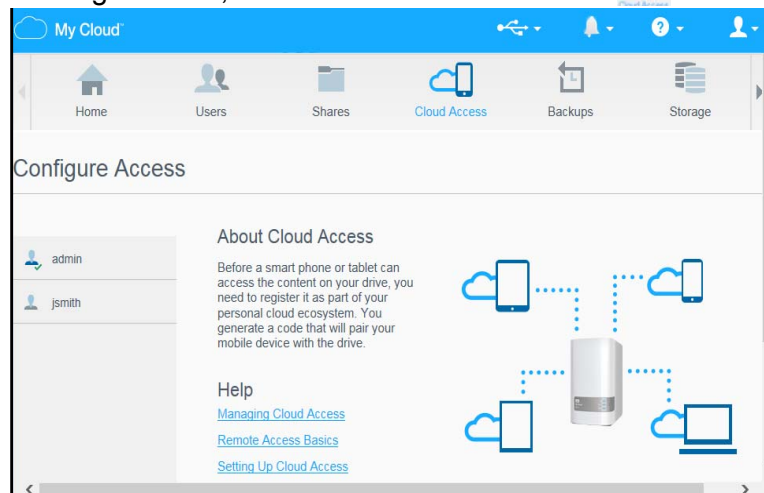 My Cloud™
?
Home
Users
Shares
Cloud Access
Backups
Storage
Configure Access
admin
jsmith
About Cloud Access
Before a smart phone or tablet can
access the content on your drive, you
need to register it as part of your
personal cloud ecosystem. You
generate a code that will pair your
mobile device with the drive.
Help
Managing Cloud Access
Remote Access Basics
Setting Up Cloud Access